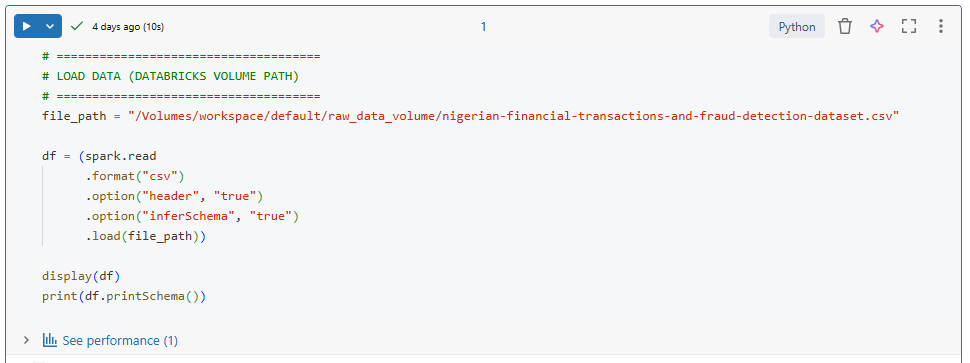 4 days ago (10s)
1
Python
# =====================================
# LOAD DATA (DATABRICKS VOLUME PATH)
# =====================================
file_path = "/Volumes/workspace/default/raw_data_volume/nigerian-financial-transactions-and-fraud-detection-dataset.csv"
df = (spark.read
.format("csv")
.option("header", "true")
.option("inferSchema", "true")
.load(file_path))
display(df)
print(df.printSchema())
See performance (1)